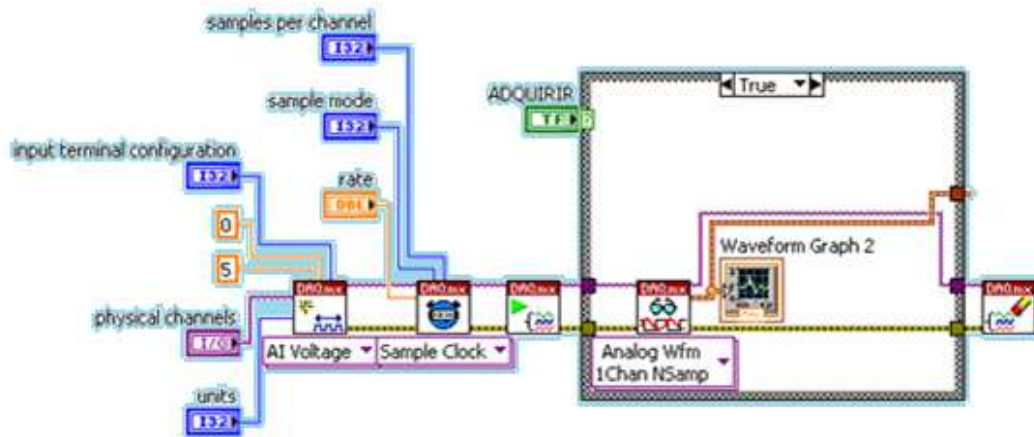 samples per channel
I32
sample mode
I32
input terminal configuration
I32
rate
DBL
0
5
physical channels
I/O
units
I32
DAQmx
AI Voltage
DAQmx
Sample Clock
DAQmx
ADQUIRIR
TF
True
Waveform Graph 2
DAQmx
Analog Wfm
1Chan NSamp
DAQmx